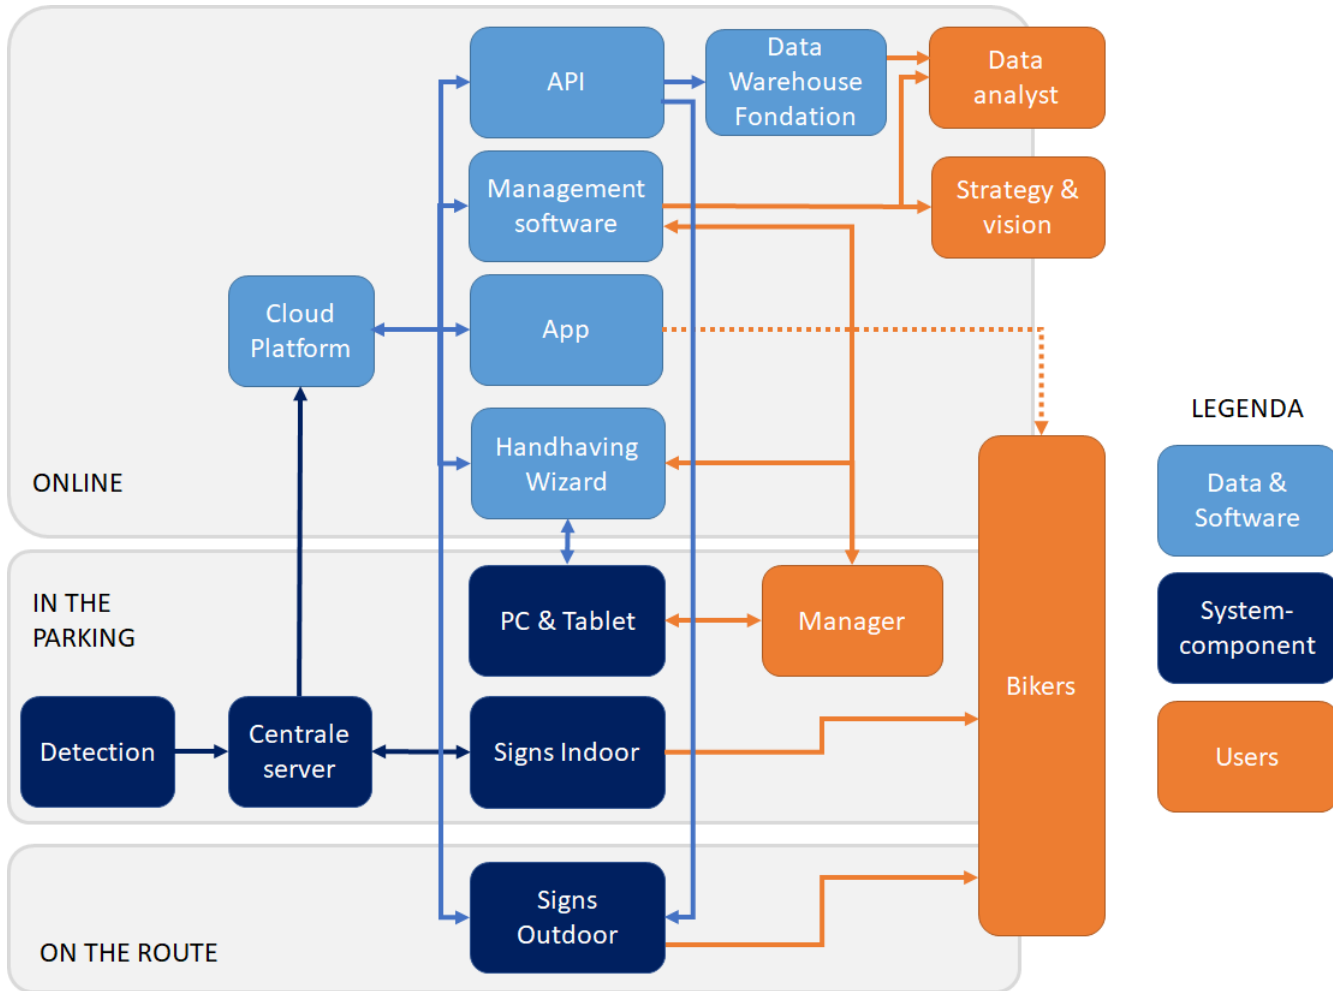 API
Data
Warehouse
Fondation
Data
analyst
Management
software
Strategy &
vision
Cloud
Platform
App
Handhaving
Wizard
ONLINE
LEGENDA
Data &
Software
IN THE
PARKING
PC & Tablet
Manager
System-
component
Bikers
Detection
Centrale
server
Signs Indoor
Users
Signs
Outdoor
ON THE ROUTE